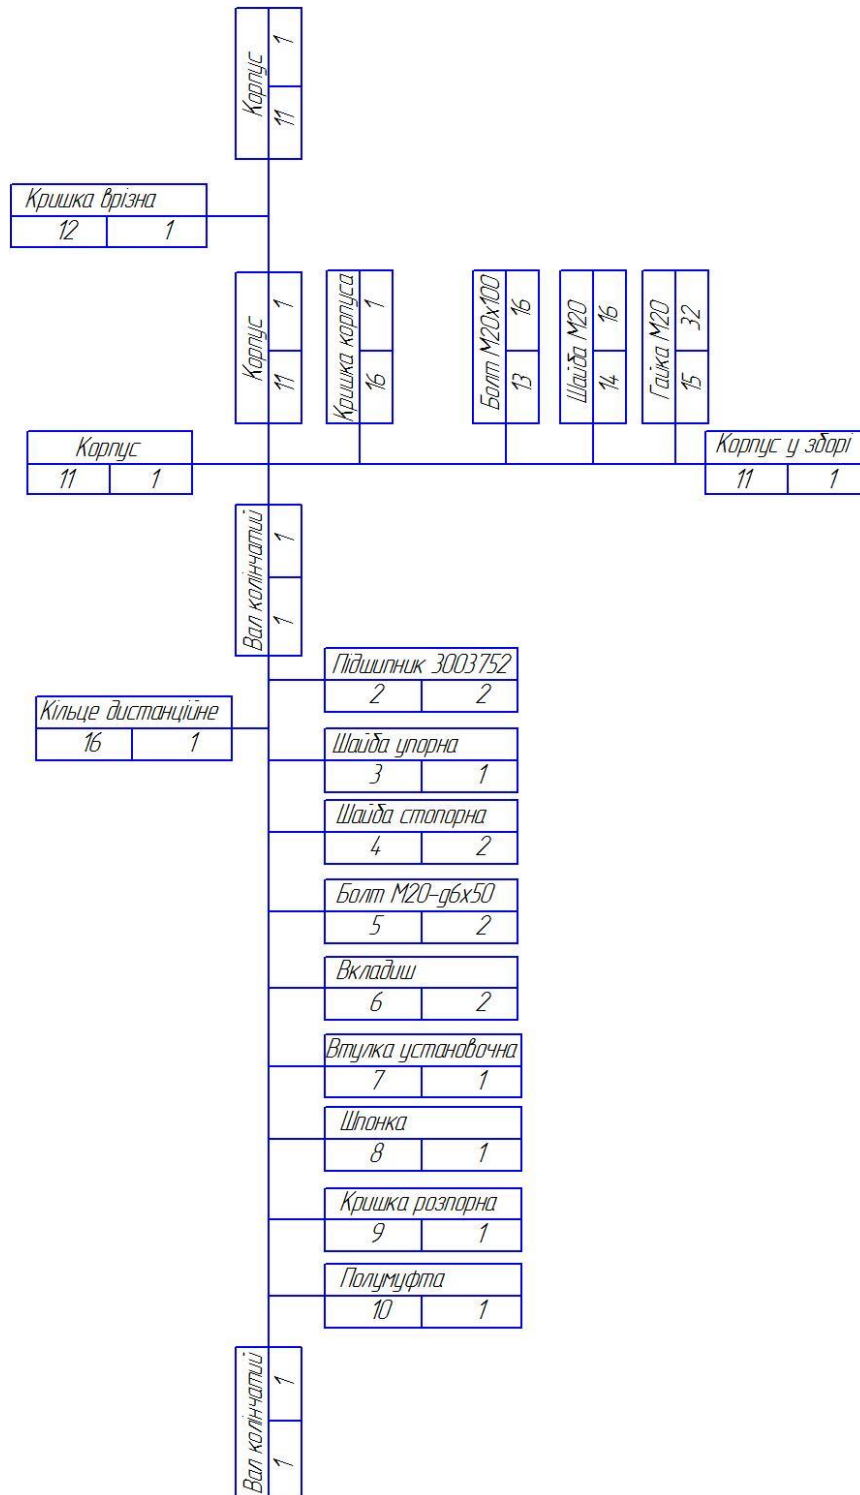 Корпус
11 1
Кришка врізна
12 1
Корпус
11 1
Кришка корпуса
16 1
Болт М20х100
13 16
Шайба М20
14 16
Гайка М20
15 32
Корпус
11 1
Корпус у зборі
11 1
Вал колінчатий
1 1
Підшипник 3003752
2 2
Кільце дистанційне
16 1
Шайба упорна
3 1
Шайба стопорна
4 2
Болт М20-g6х50
5 2
Вкладиш
6 2
Втулка установочна
7 1
Шпонка
8 1
Кришка розпорна
9 1
Полумуфта
10 1
Вал колінчатий
1 1